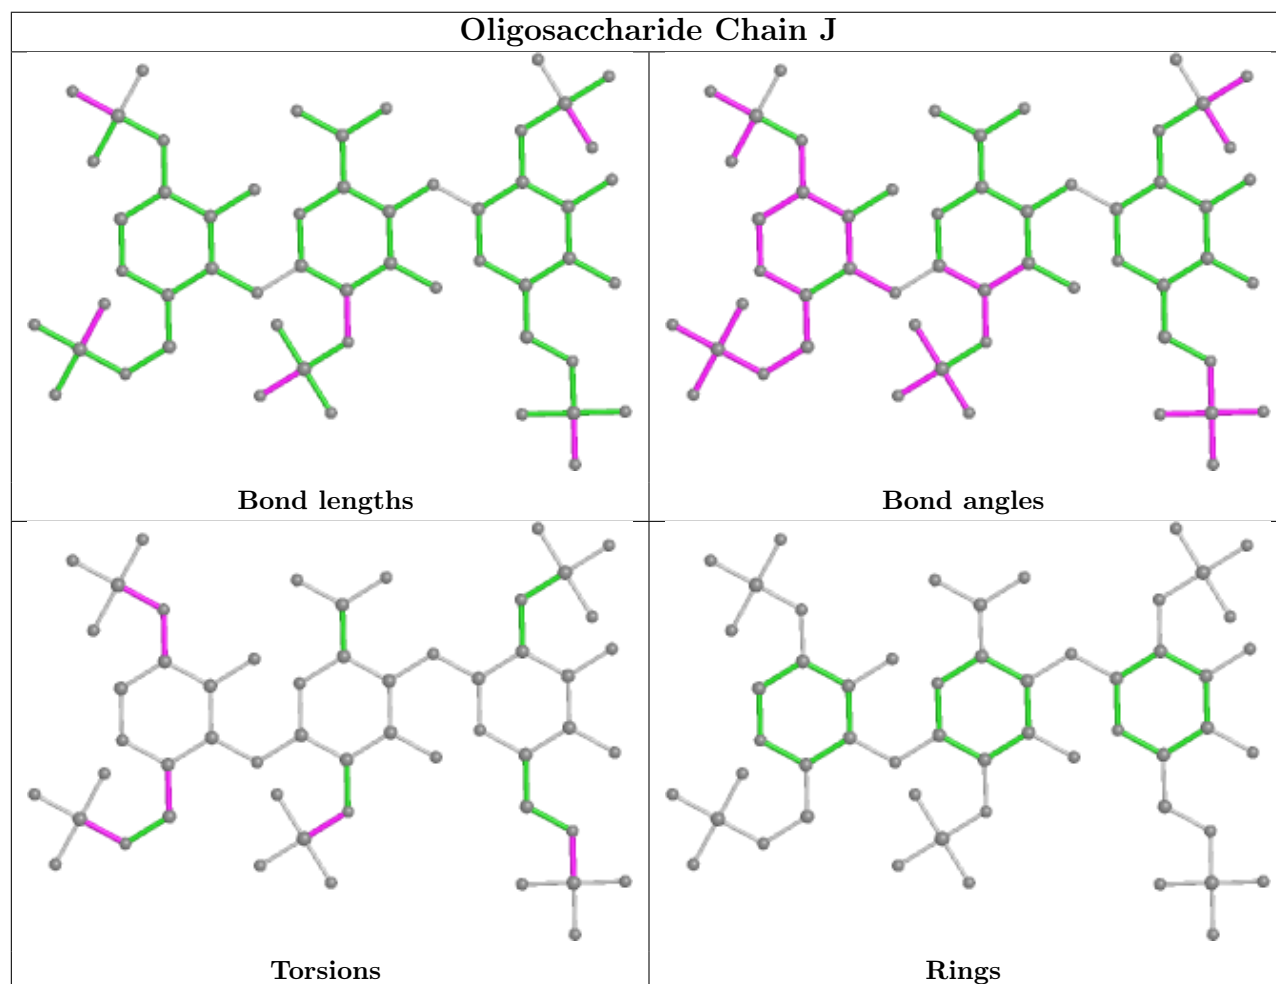 Oligosaccharide Chain J
Bond lengths
Bond angles
Torsions
Rings